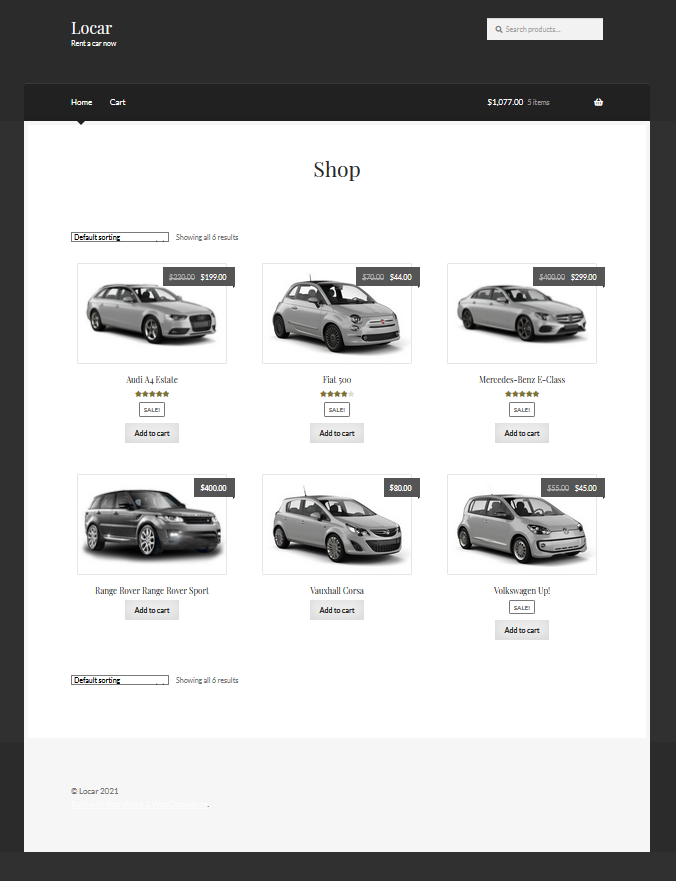 Locar
Rent a car now
Search products…
Home Cart $1,077.00 5 items
Shop
Default sorting Showing all 6 results
$230.00 $199.00 $70.00 $44.00 $400.00 $299.00
Audi A4 Estate Fiat 500 Mercedes-Benz E-Class
SALE! SALE! SALE!
Add to cart Add to cart Add to cart
$400.00 $80.00 $55.00 $45.00
Range Rover Range Rover Sport Vauxhall Corsa Volkswagen Up!
SALE!
Add to cart Add to cart
Add to cart
Default sorting Showing all 6 results
© Locar 2021